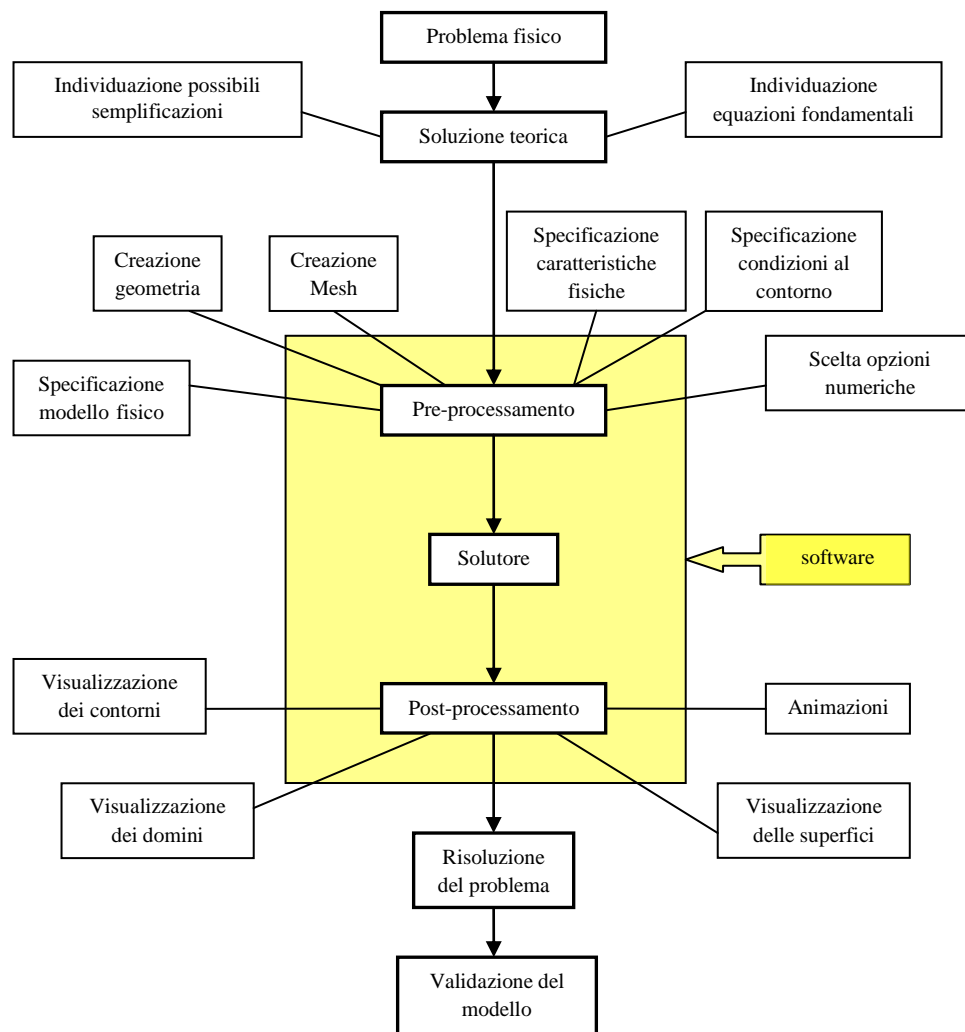 Problema fisico
Individuazione possibili
semplificazioni
Individuazione
equazioni fondamentali
Soluzione teorica
Creazione
geometria
Creazione
Mesh
Specificazione
caratteristiche
fisiche
Specificazione
condizioni al
contorno
Specificazione
modello fisico
Pre-processamento
Scelta opzioni
numeriche
Solutore
software
Visualizzazione
dei contorni
Post-processamento
Animazioni
Visualizzazione
dei domini
Visualizzazione
delle superfici
Risoluzione
del problema
Validazione del
modello